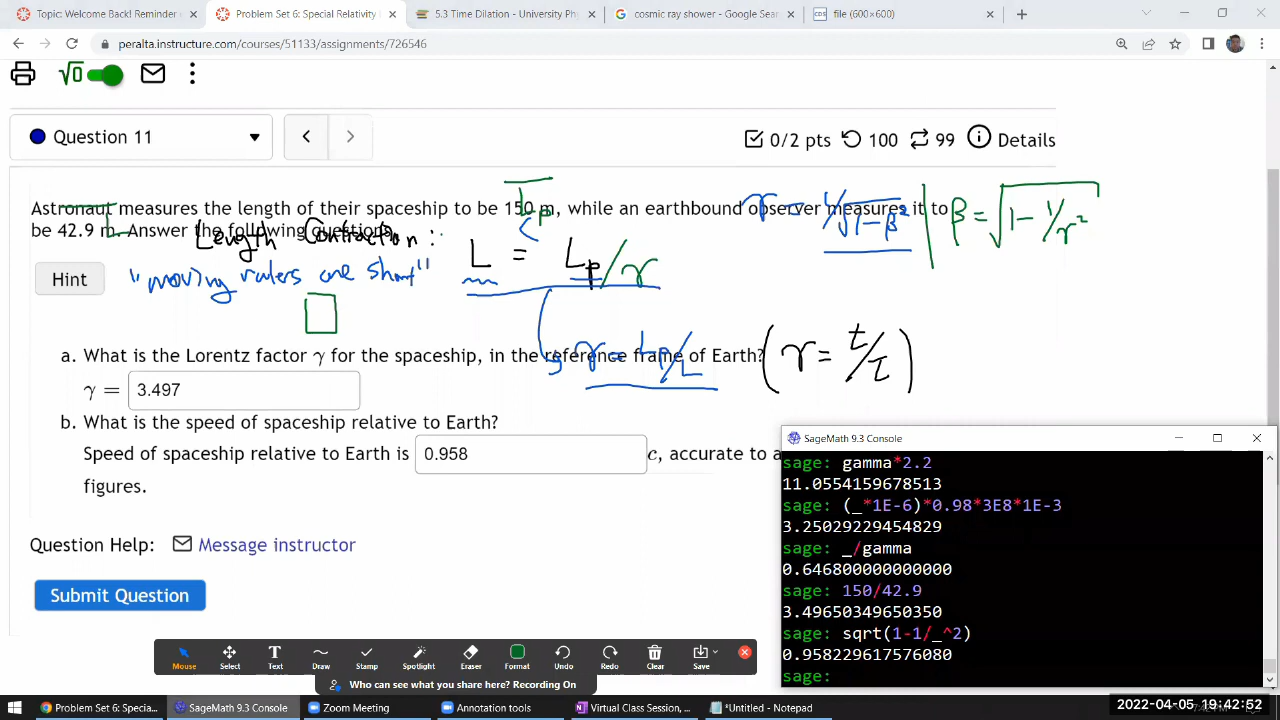 Topic: Welcome Back! Reminder
Problem Set 6: Special Relativity
5.3 Time Dilation - University Ph
cosmic ray shower - Google Sear
file (600×600)
peralta.instructure.com/courses/51133/assignments/726546
√0
Question 11
0/2 pts 100 99 Details
Astronaut measures the length of their spaceship to be 150 m, while an earthbound observer measures it to
be 42.9 m. Answer the following questions.
L
Lp
Length Contraction:
"moving rulers are short"
L = Lp/γ
γ = 1/√1-β²
β = √1-1/γ²
γ = Lp/L
(γ = t/τ)
Hint
a. What is the Lorentz factor γ for the spaceship, in the reference frame of Earth?
γ = 3.497
b. What is the speed of spaceship relative to Earth?
Speed of spaceship relative to Earth is 0.958 c, accurate to a
figures.
Question Help: Message instructor
Submit Question
SageMath 9.3 Console
sage: gamma*2.2
11.0554159678513
sage: (_*1E-6)*0.98*3E8*1E-3
3.25029229454829
sage: _/gamma
0.646800000000000
sage: 150/42.9
3.49650349650350
sage: sqrt(1-1/_^2)
0.958229617576080
sage:
Mouse Select Text Draw Stamp Spotlight Eraser Format Undo Redo Clear Save
Who can see what you share here? Recording On
Problem Set 6: Specia...
SageMath 9.3 Console
Zoom Meeting
Annotation tools
Virtual Class Session, ...
*Untitled - Notepad
2022-04-05 19:42:52